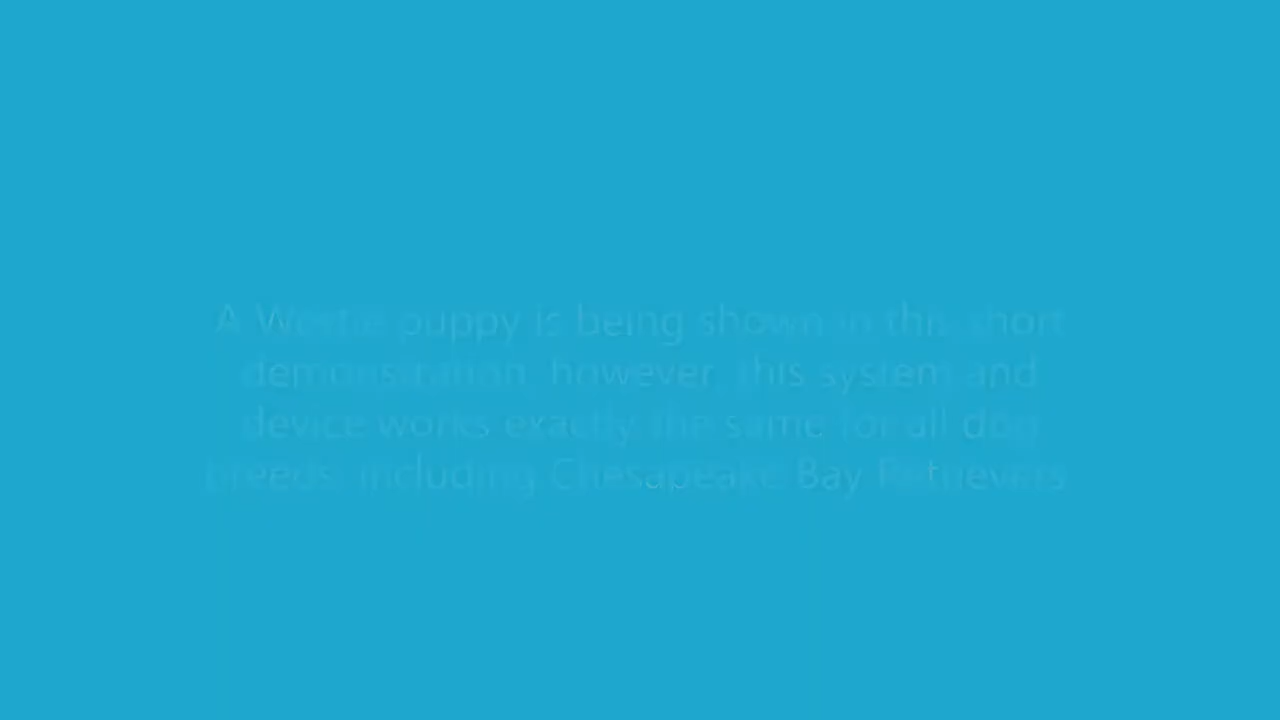 A Westie puppy is being shown in this short
demonstration, however, this system and
device works exactly the same for all dog
breeds, including Chesapeake Bay Retrievers